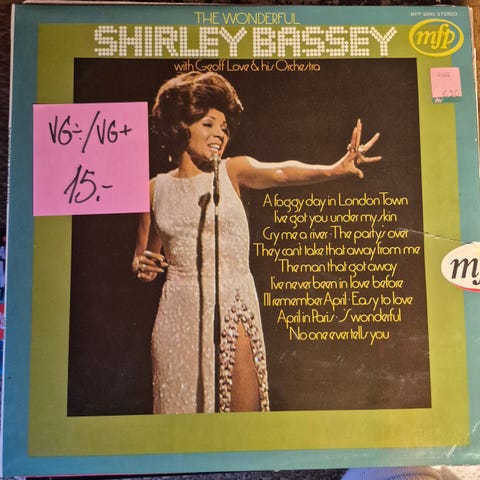 THE WONDERFUL
SHIRLEY BASSEY
with Geoff Love & his Orchestra
MFP 50140 STEREO
mfp
VG÷/VG+
15.-
A foggy day in London Town
I've got you under my skin
Cry me a river · The party's over
They can't take that away from me
The man that got away
I've never been in love before
I'll remember April · Easy to love
April in Paris · 'S wonderful
No one ever tells you